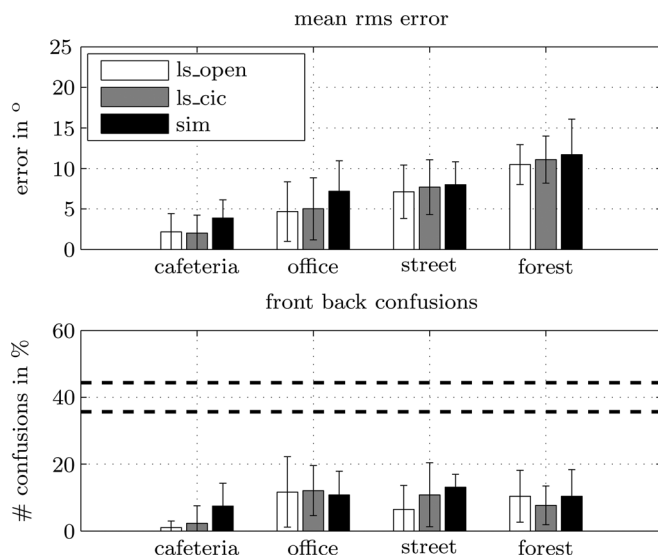 mean rms error
25
20
15
10
5
0
error in °
ls_open
ls_cic
sim
cafeteria office street forest
front back confusions
60
40
20
0
# confusions in %
cafeteria office street forest